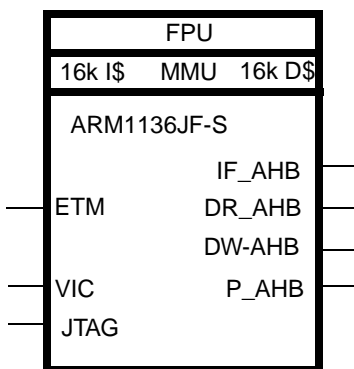 FPU
16k I$ MMU 16k D$
ARM1136JF-S
IF_AHB
ETM DR_AHB
DW-AHB
VIC P_AHB
JTAG